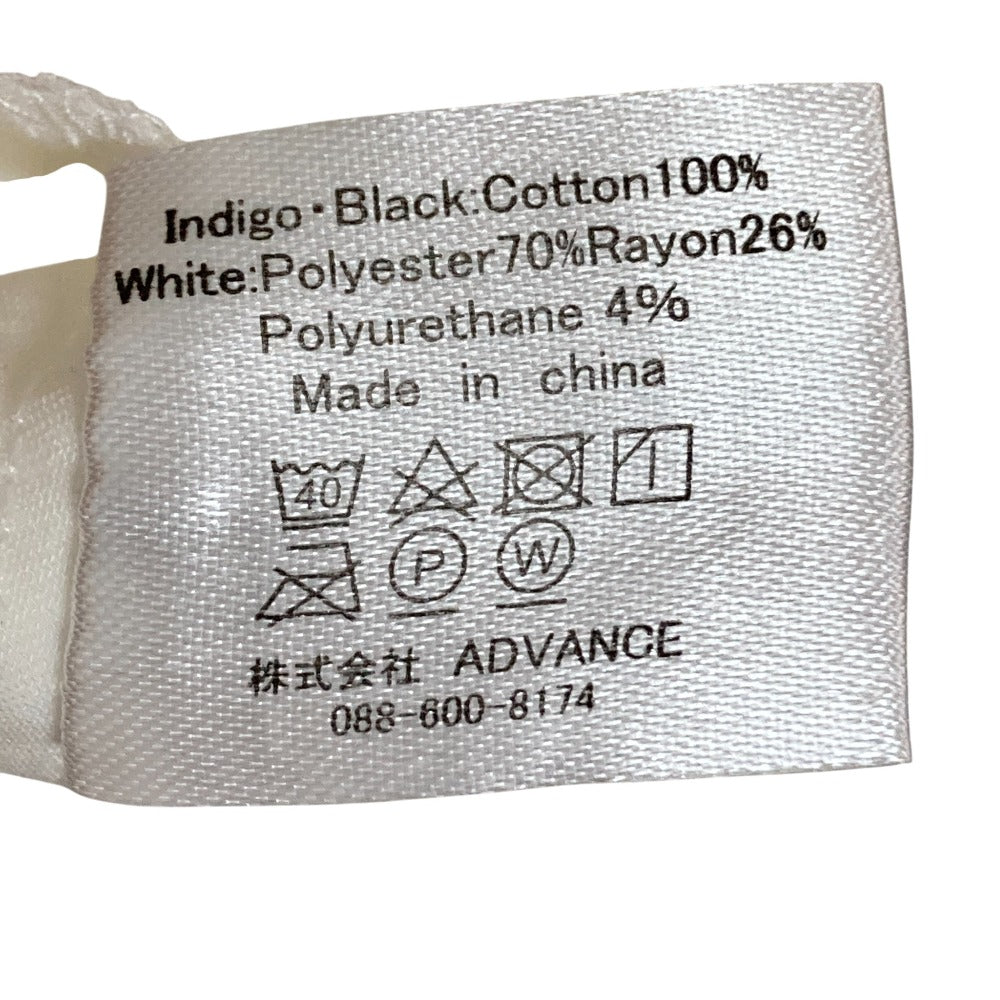 Indigo・Black:Cotton100%
White:Polyester70%Rayon26%
Polyurethane 4%
Made in china
40
P W
株式会社 ADVANCE
088-600-8174